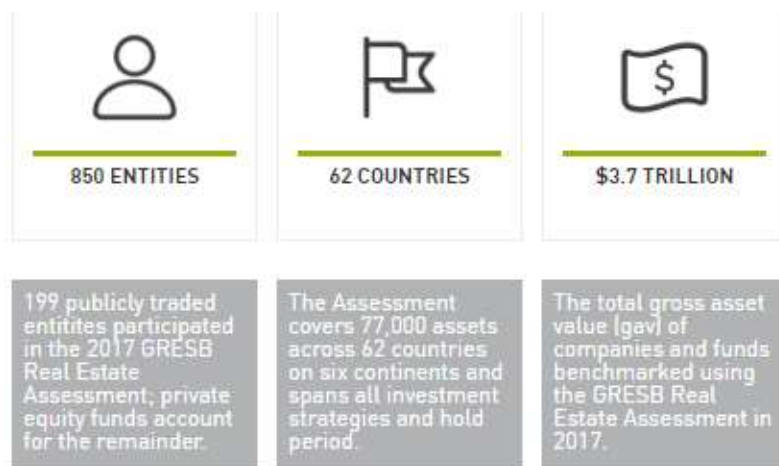 $
850 ENTITIES
62 COUNTRIES
$3.7 TRILLION
199 publicly traded
entitites participated
in the 2017 GRESB
Real Estate
Assessment; private
equity funds account
for the remainder.
The Assessment
covers 77,000 assets
across 62 countries
on six continents and
spans all investment
strategies and hold
period.
The total gross asset
value (gav) of
companies and funds
benchmarked using
the GRESB Real
Estate Assessment in
2017.